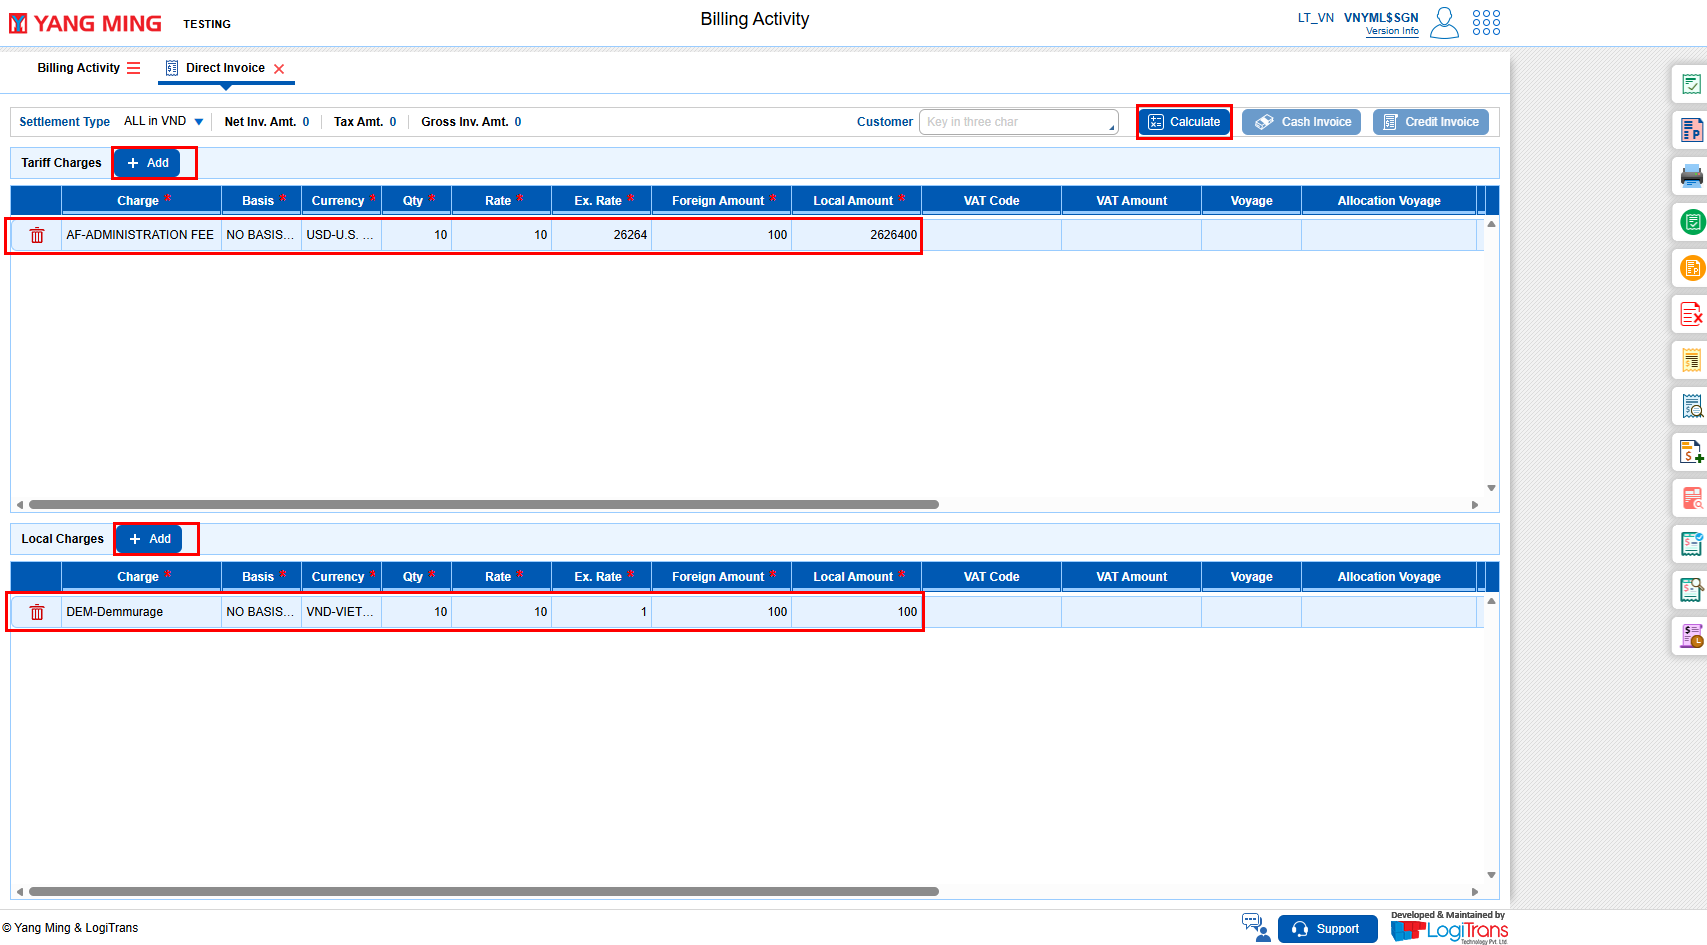 YANG MING TESTING Billing Activity LT_VN VNYML$SGN
Version Info
Billing Activity Direct Invoice
Settlement Type ALL in VND Net Inv. Amt. 0 Tax Amt. 0 Gross Inv. Amt. 0 Customer Key in three char Calculate Cash Invoice Credit Invoice
Tariff Charges + Add
Charge * Basis * Currency * Qty * Rate * Ex. Rate * Foreign Amount * Local Amount * VAT Code VAT Amount Voyage Allocation Voyage
AF-ADMINISTRATION FEE NO BASIS... USD-U.S. ... 10 10 26264 100 2626400
Local Charges + Add
Charge * Basis * Currency * Qty * Rate * Ex. Rate * Foreign Amount * Local Amount * VAT Code VAT Amount Voyage Allocation Voyage
DEM-Demmurage NO BASIS... VND-VIET... 10 10 1 100 100
© Yang Ming & LogiTrans Support Developed & Maintained by
LogiTrans
Technology Pvt. Ltd.